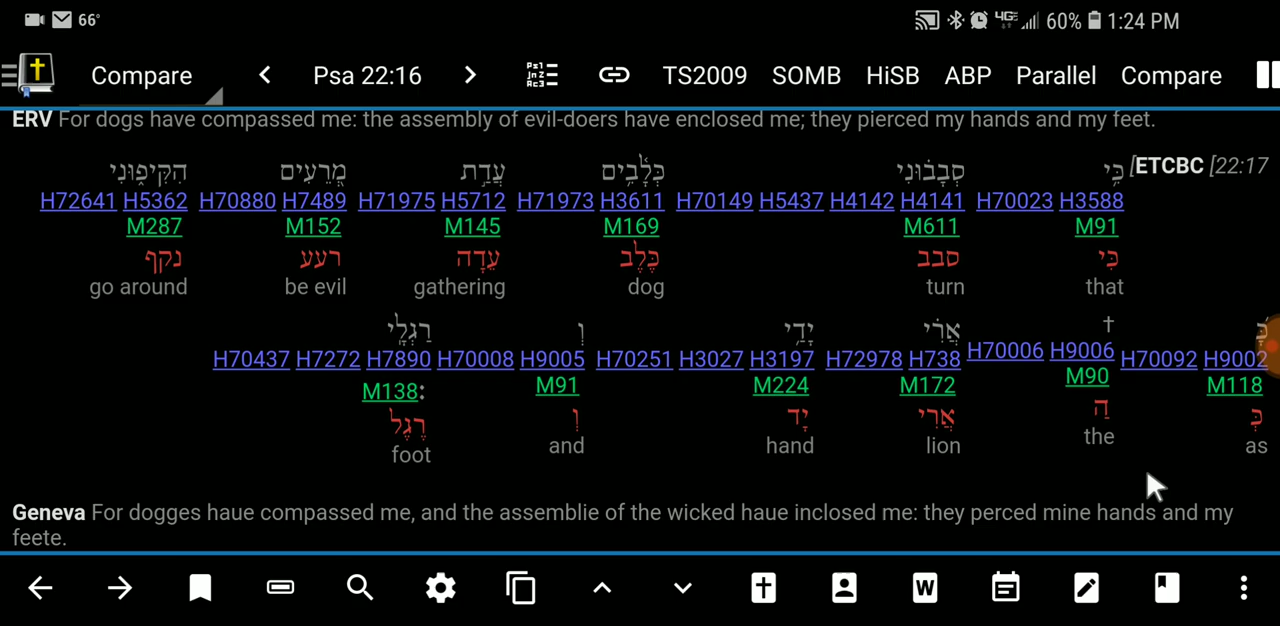 66° 4GE 60% 1:24 PM
Compare < Psa 22:16 > Ps1 Jn2 Ac3 TS2009 SOMB HiSB ABP Parallel Compare
ERV For dogs have compassed me: the assembly of evil-doers have enclosed me; they pierced my hands and my feet.
[ETCBC [22:17 כִּ֥י סְבָב֗וּנִי כְּלָ֫בִ֥ים עֲדַ֣ת מְ֭רֵעִים הִקִּיפ֑וּנִי
H72641 H5362 H70880 H7489 H71975 H5712 H71973 H3611 H70149 H5437 H4142 H4141 H70023 H3588
M287 M152 M145 M169 M611 M91
כִּי סבב כֶּלֶב עֵדָה רעע נקף
go around be evil gathering dog turn that
כָּ † אֲרִ֗י יָדַ֥י וְ רַגְלָֽי
H70437 H7272 H7890 H70008 H9005 H70251 H3027 H3197 H72978 H738 H70006 H9006 H70092 H9002
M138: M91 M224 M172 M90 M118
כְּ הַ אֲרִי יָד וְ רֶגֶל
foot and hand lion the as
Geneva For dogges haue compassed me, and the assemblie of the wicked haue inclosed me: they perced mine hands and my
feete.
W